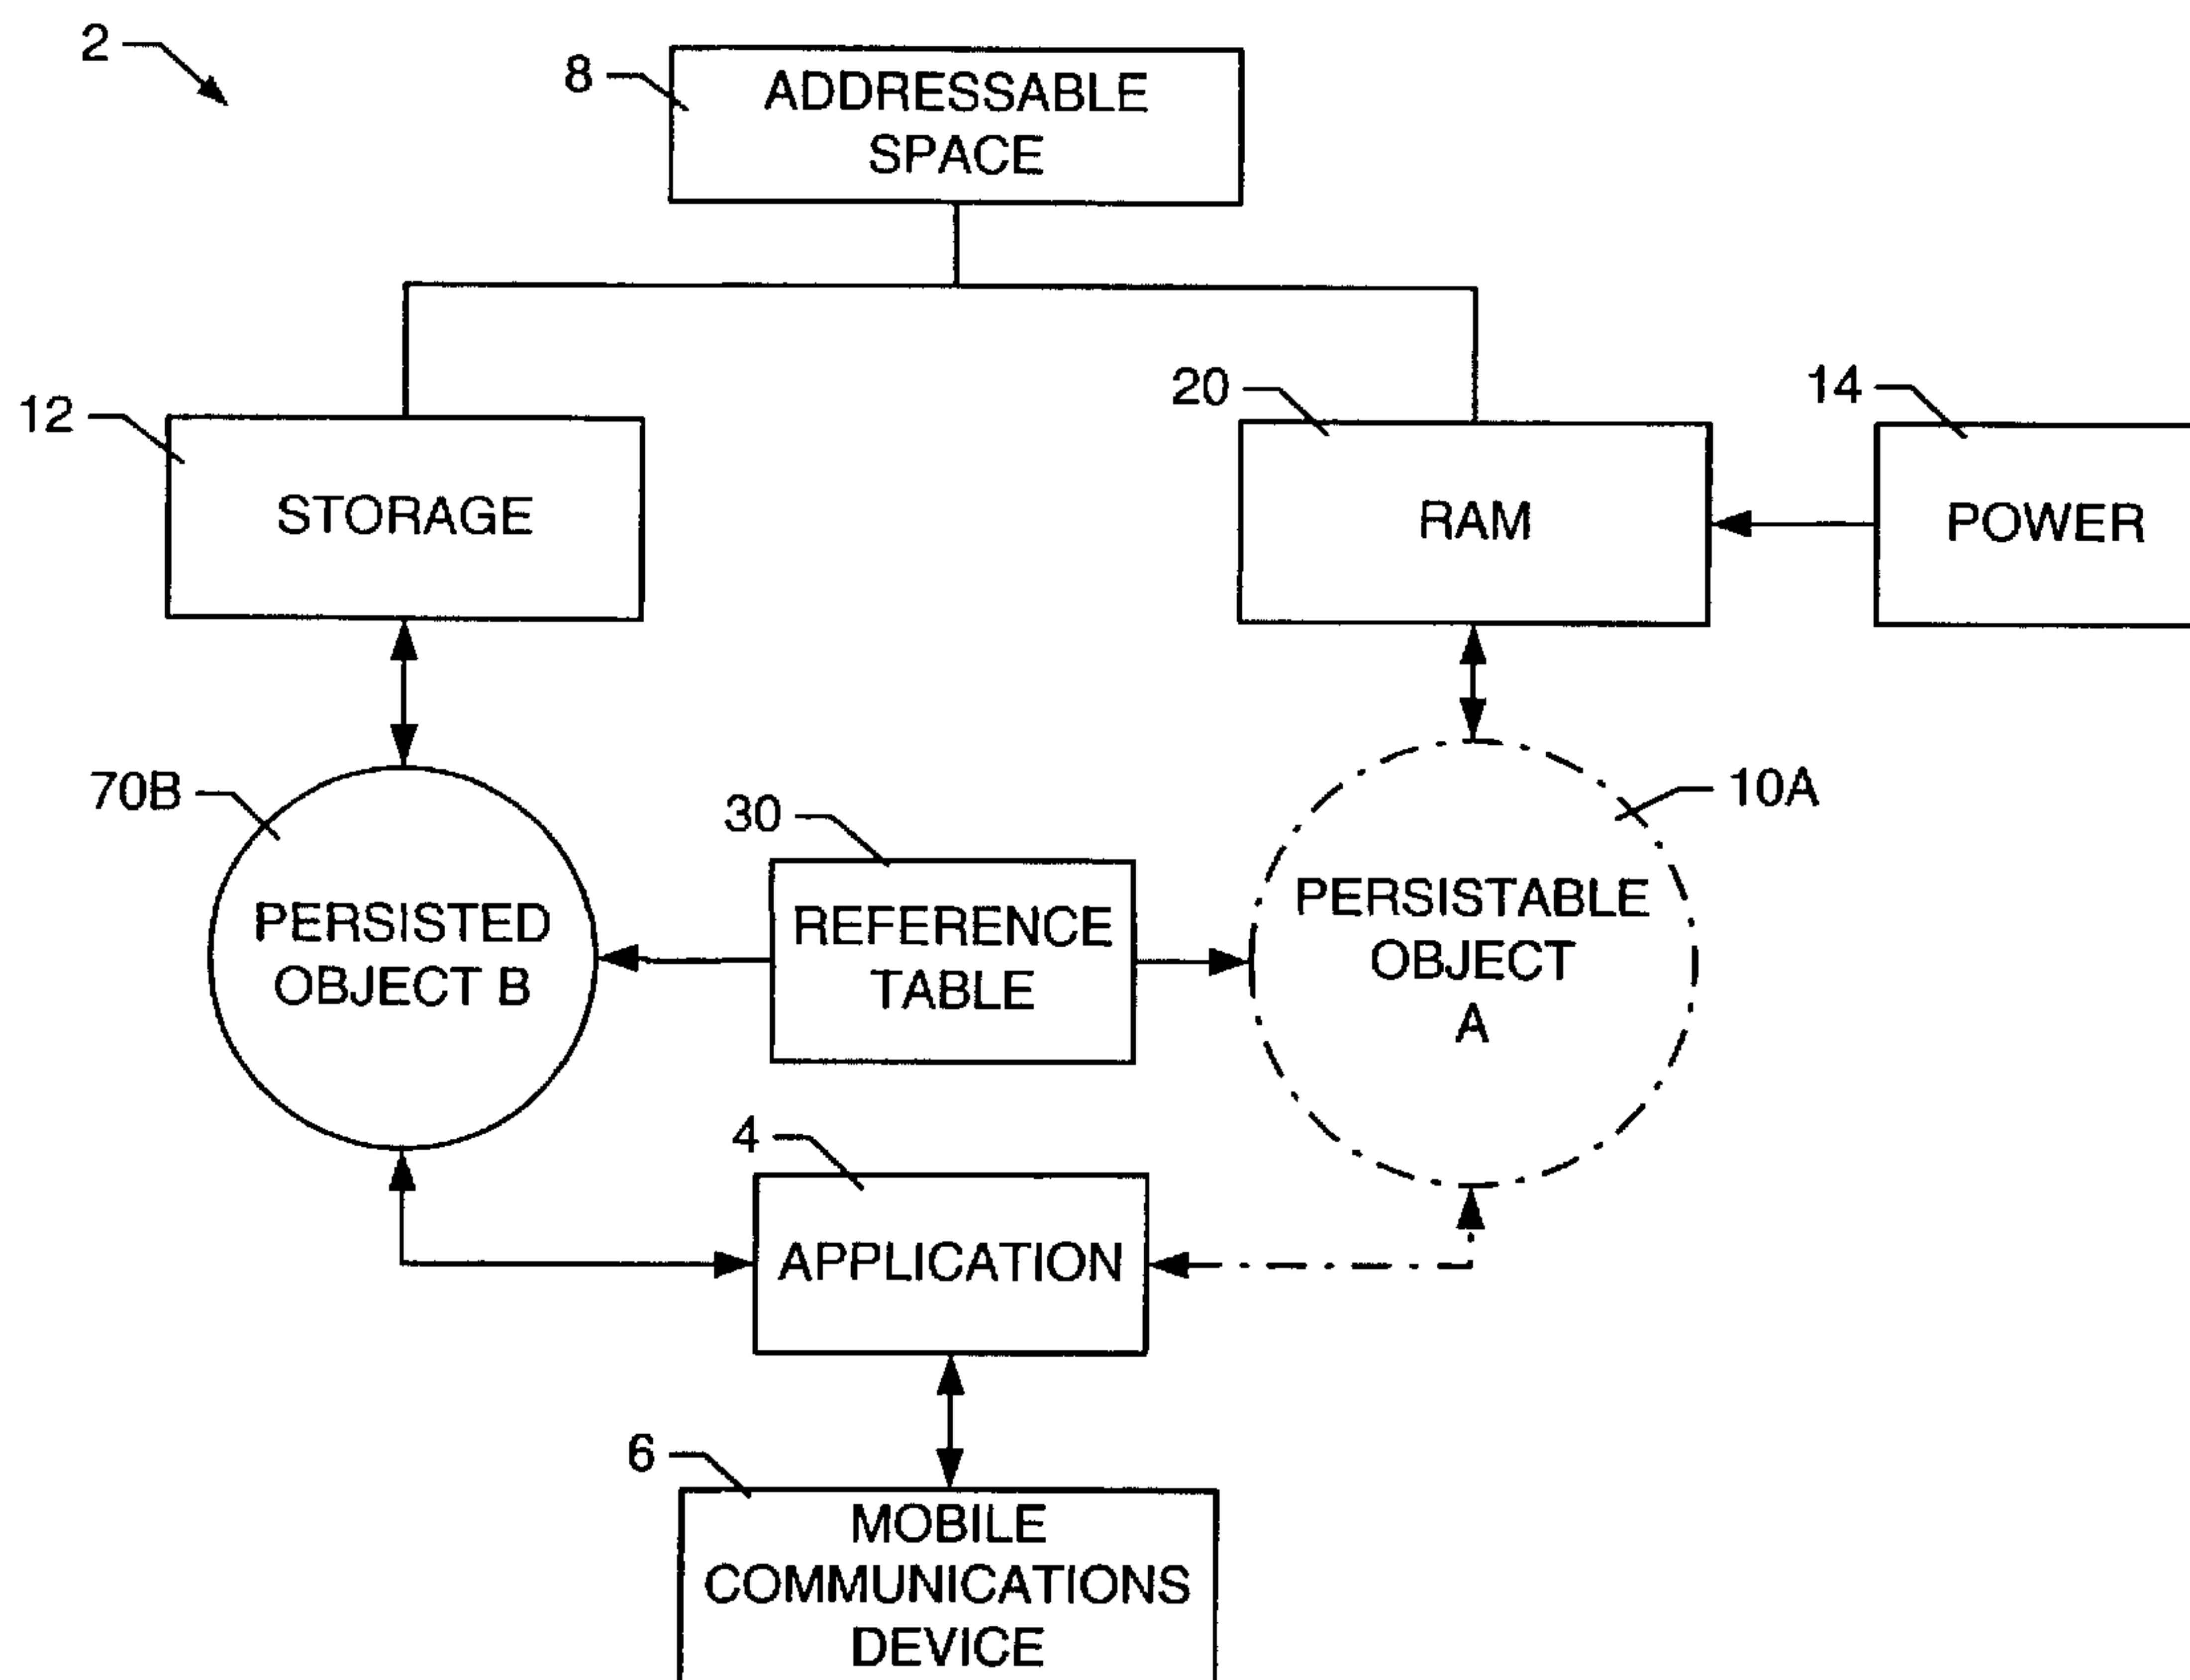 2
8
ADDRESSABLE
SPACE
12
STORAGE
20
RAM
14
POWER
70B
PERSISTED
OBJECT B
30
REFERENCE
TABLE
10A
PERSISTABLE
OBJECT
A
4
APPLICATION
6
MOBILE
COMMUNICATIONS
DEVICE